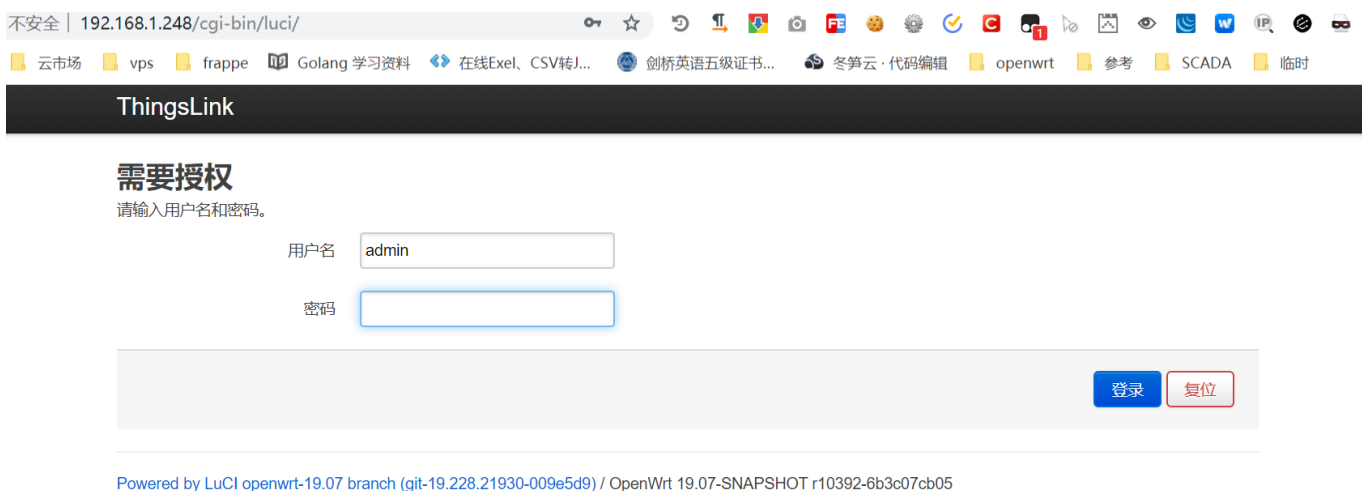 不安全 | 192.168.1.248/cgi-bin/luci/
云市场 vps frappe Golang 学习资料 在线Exel、CSV转J... 剑桥英语五级证书... 冬笋云 · 代码编辑 openwrt 参考 SCADA 临时
ThingsLink
需要授权
请输入用户名和密码。
用户名 admin
密码
登录 复位
Powered by LuCI openwrt-19.07 branch (git-19.228.21930-009e5d9) / OpenWrt 19.07-SNAPSHOT r10392-6b3c07cb05